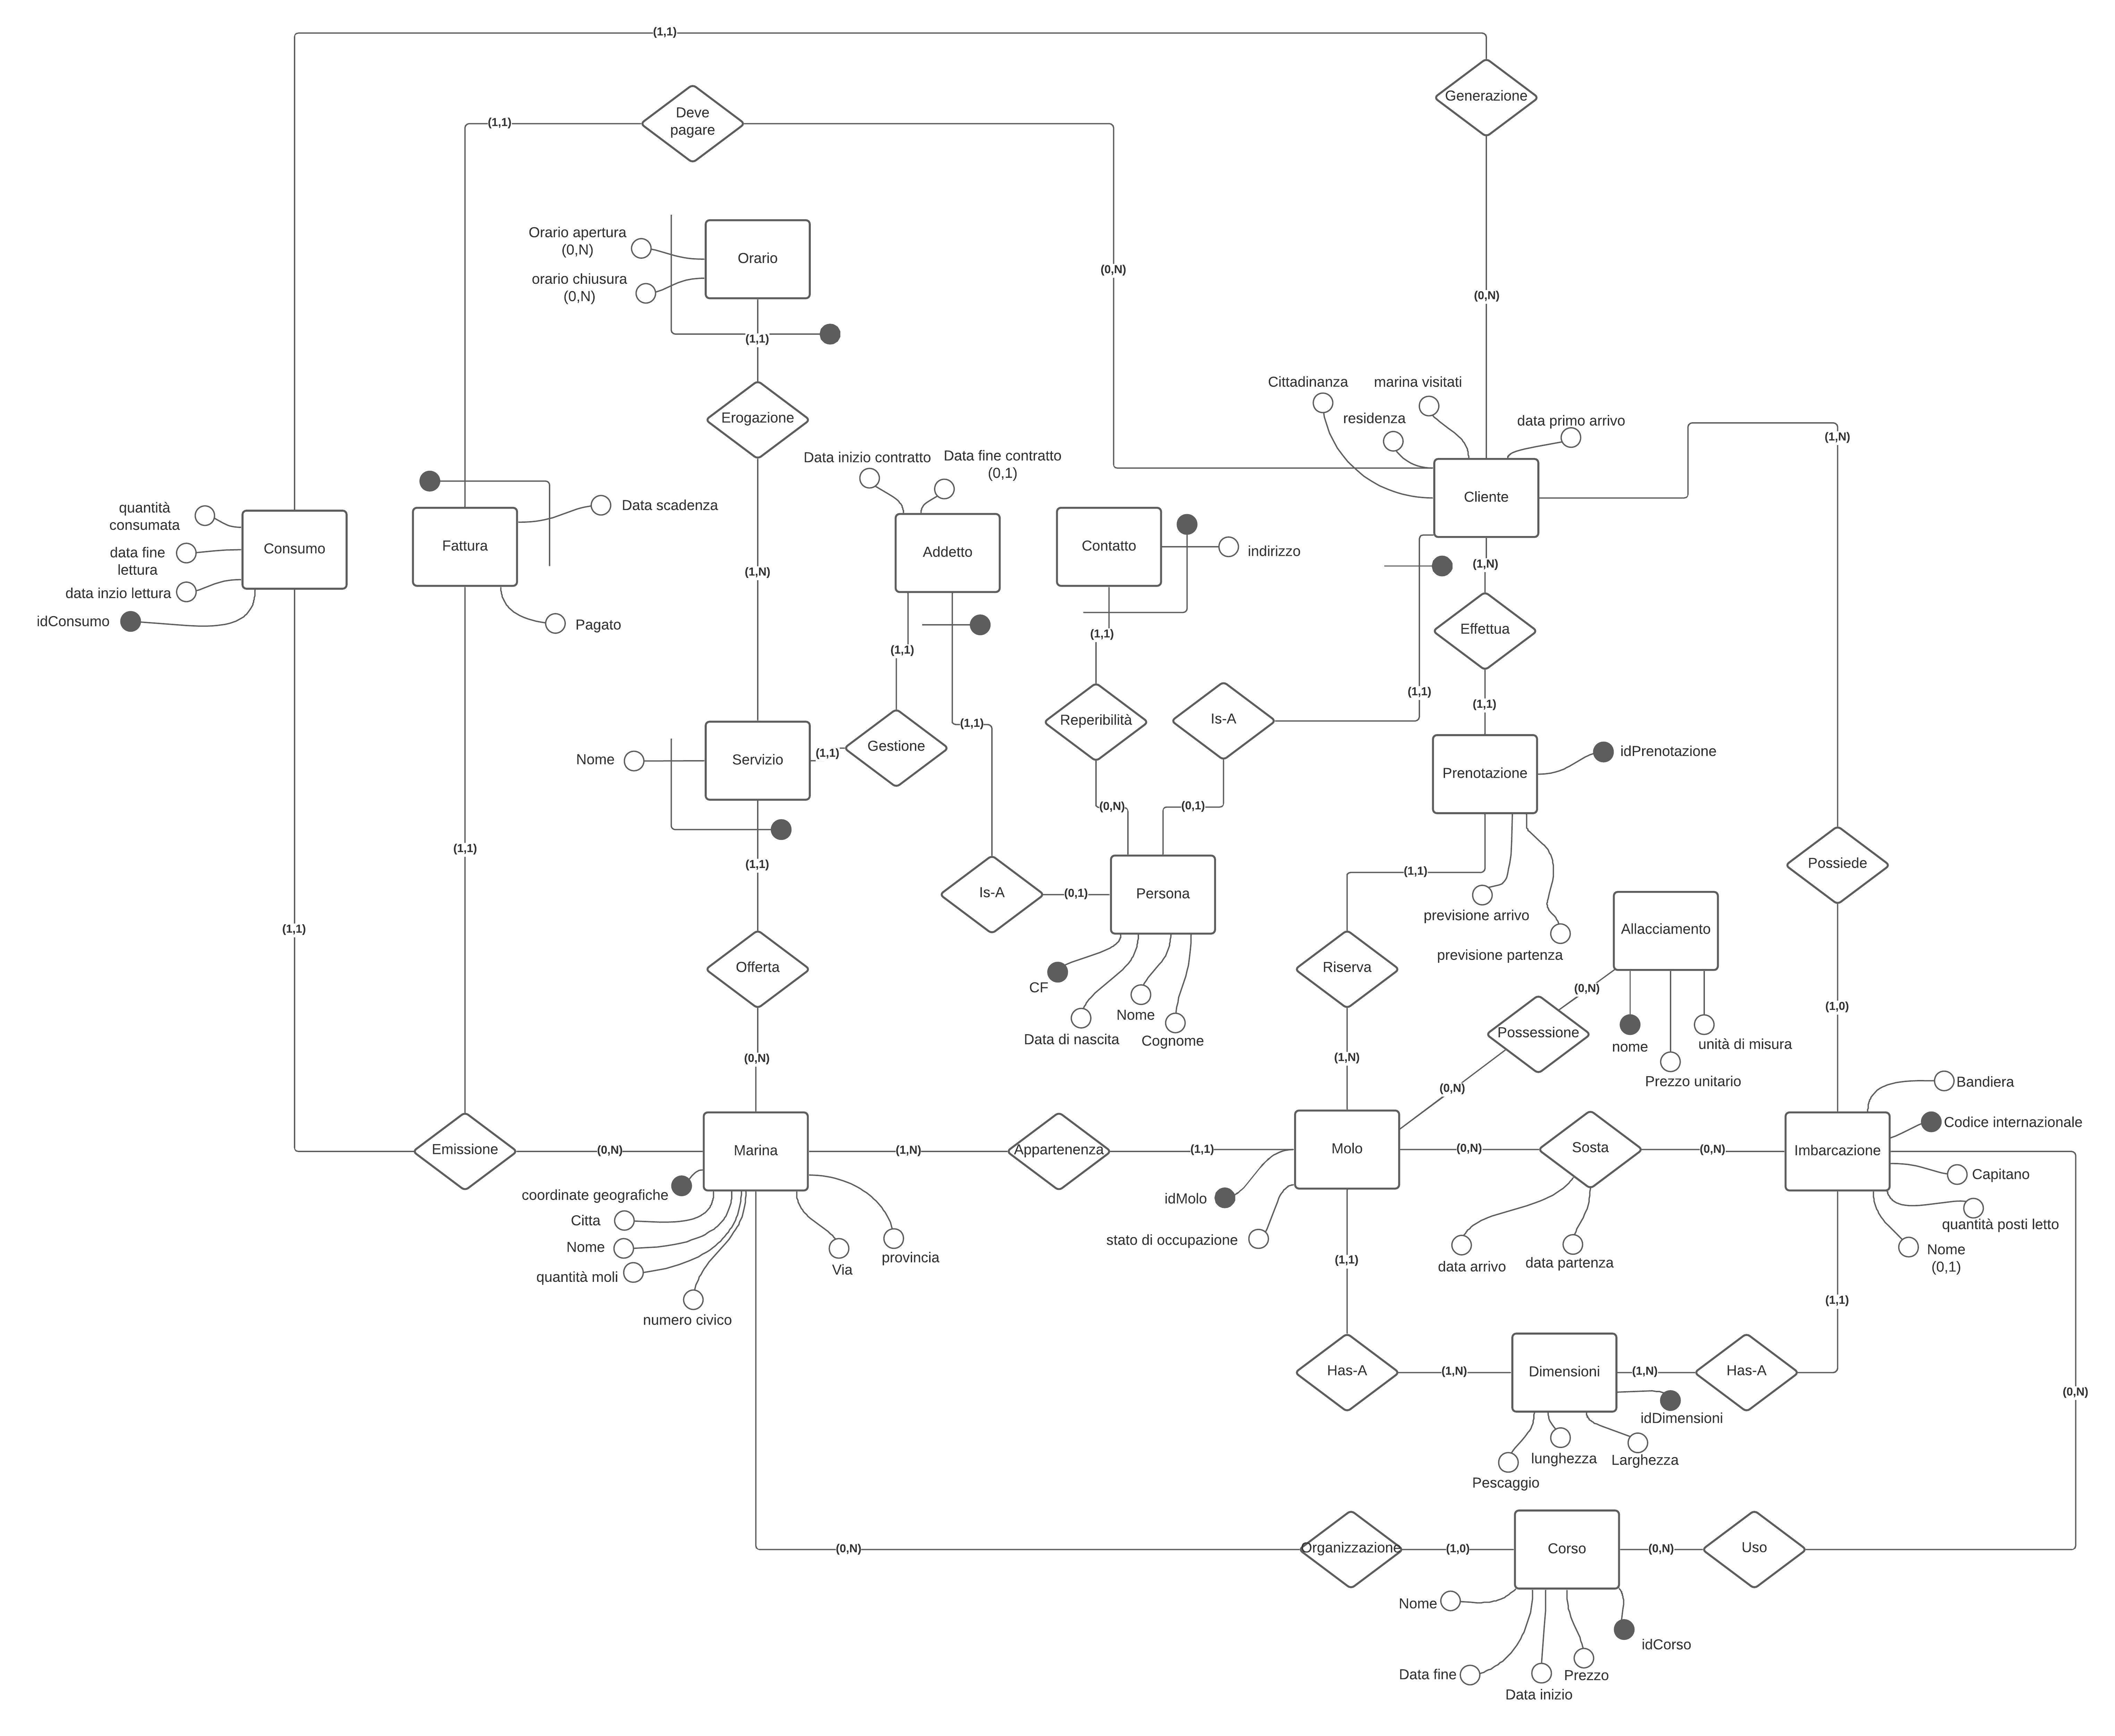 (1,1)
Generazione
Deve
pagare
(1,1)
Orario apertura
(0,N)
Orario
orario chiusura
(0,N)
(0,N)
(0,N)
(1,1)
Cittadinanza
marina visitati
residenza
data primo arrivo
Erogazione
(1,N)
Data inizio contratto
Data fine contratto
(0,1)
Cliente
quantità
consumata
Data scadenza
data fine
lettura
Consumo
Fattura
Addetto
Contatto
indirizzo
(1,N)
(1,N)
data inzio lettura
idConsumo
Pagato
(1,1)
(1,1)
Effettua
(1,1)
(1,1)
Reperibilità
Is-A
(1,1)
Gestione
(1,1)
Nome
Servizio
idPrenotazione
Prenotazione
(0,N)
(0,1)
(1,1)
(1,1)
(1,1)
Possiede
Is-A
(0,1)
Persona
previsione arrivo
Allacciamento
(1,1)
previsione partenza
Offerta
Riserva
CF
(0,N)
(1,0)
Nome
Possessione
Data di nascita
Cognome
nome
unità di misura
(0,N)
(1,N)
Prezzo unitario
(0,N)
Bandiera
Codice internazionale
Emissione
(0,N)
Marina
(1,N)
Appartenenza
(1,1)
Molo
(0,N)
Sosta
(0,N)
Imbarcazione
Capitano
coordinate geografiche
idMolo
Citta
quantità posti letto
Nome
stato di occupazione
Nome
(0,1)
provincia
quantità moli
Via
data arrivo
data partenza
(1,1)
(1,1)
numero civico
Has-A
(1,N)
Dimensioni
(1,N)
Has-A
(0,N)
idDimensioni
lunghezza
Larghezza
Pescaggio
(0,N)
Organizzazione
(1,0)
Corso
(0,N)
Uso
Nome
idCorso
Data fine
Prezzo
Data inizio